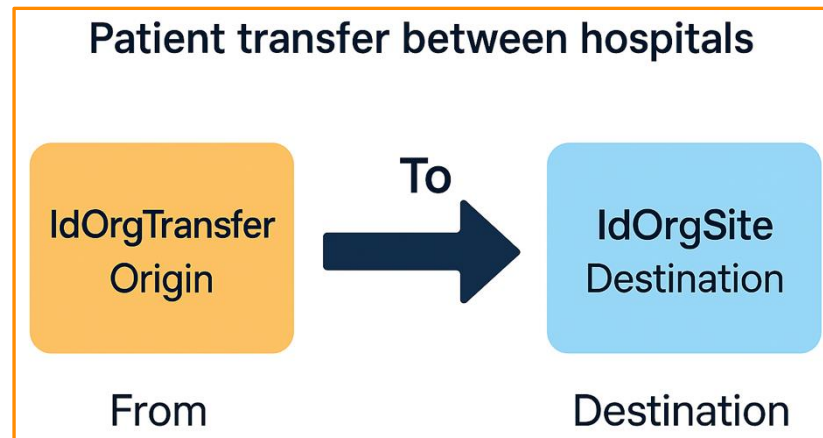 Patient transfer between hospitals
IdOrgTransfer
Origin
To
IdOrgSite
Destination
From
Destination